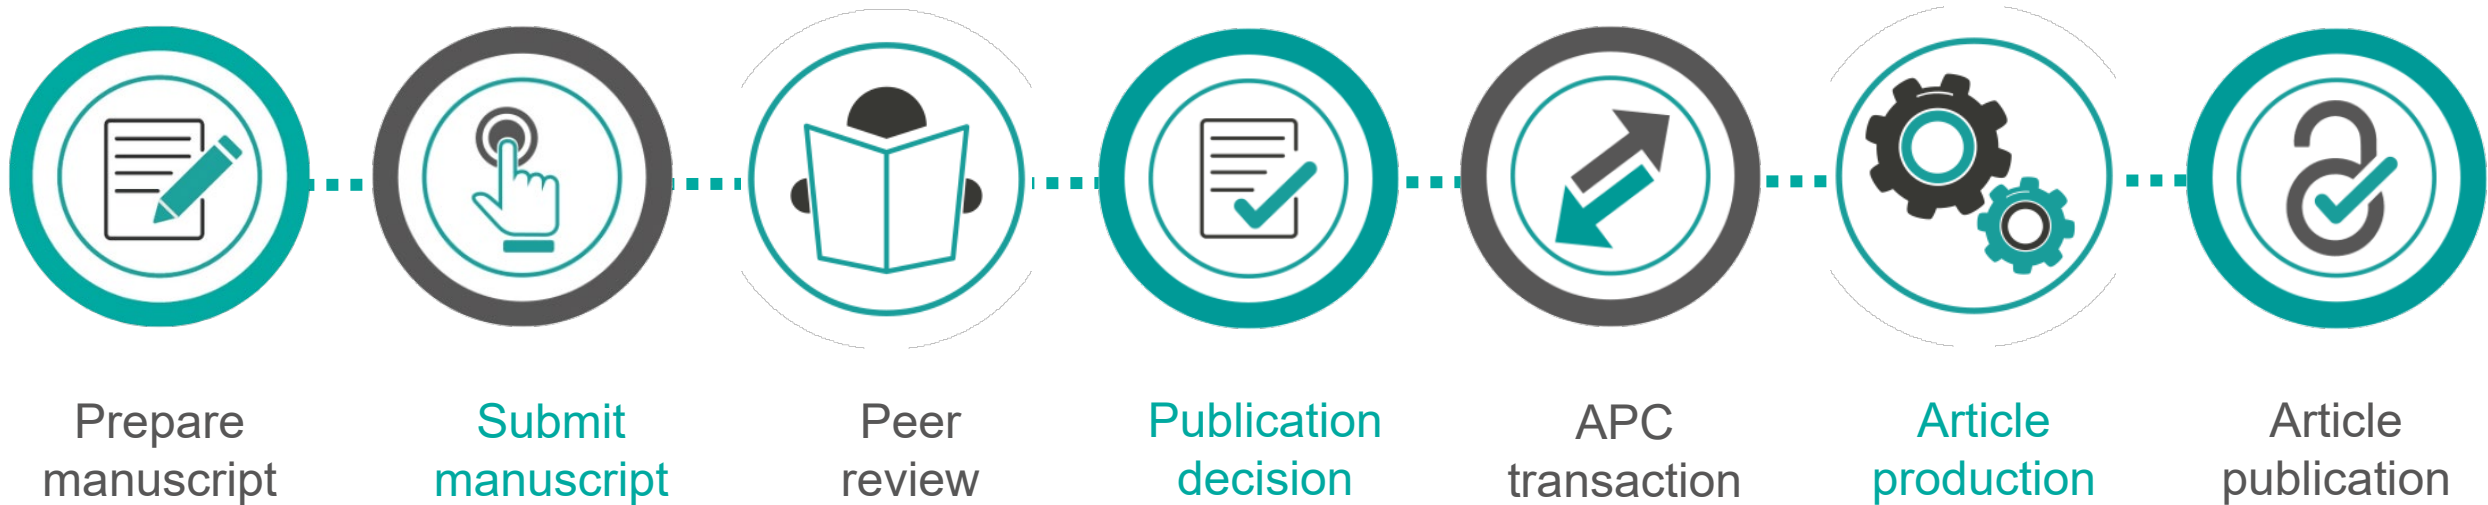 Prepare
manuscript
Submit
manuscript
Peer
review
Publication
decision
APC
transaction
Article
production
Article
publication